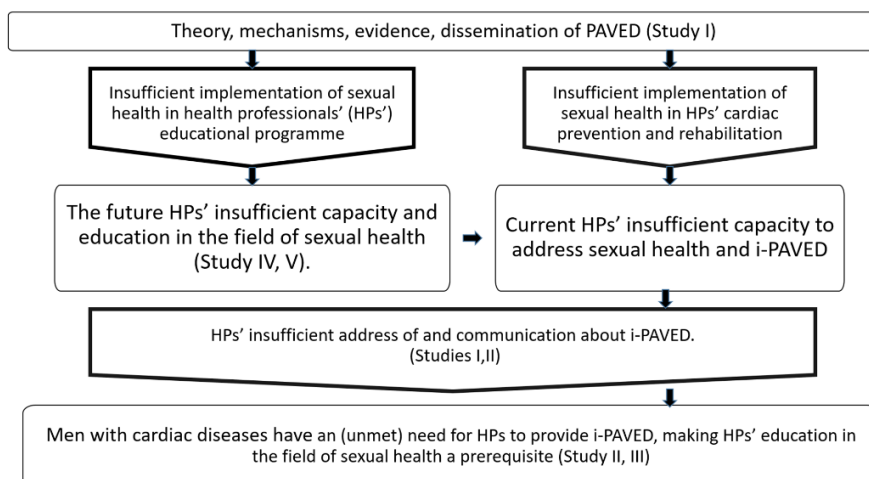 Theory, mechanisms, evidence, dissemination of PAVED (Study I)
Insufficient implementation of sexual
health in health professionals’ (HPs’)
educational programme
Insufficient implementation of
sexual health in HPs’ cardiac
prevention and rehabilitation
The future HPs’ insufficient capacity and
education in the field of sexual health
(Study IV, V).
Current HPs’ insufficient capacity to
address sexual health and i-PAVED
HPs’ insufficient address of and communication about i-PAVED.
(Studies I,II)
Men with cardiac diseases have an (unmet) need for HPs to provide i-PAVED, making HPs’ education in
the field of sexual health a prerequisite (Study II, III)